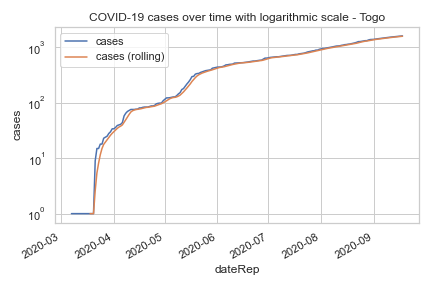 COVID-19 cases over time with logarithmic scale - Togo
cases
cases (rolling)
10³
10²
10¹
10⁰
cases
2020-03
2020-04
2020-05
2020-06
2020-07
2020-08
2020-09
dateRep